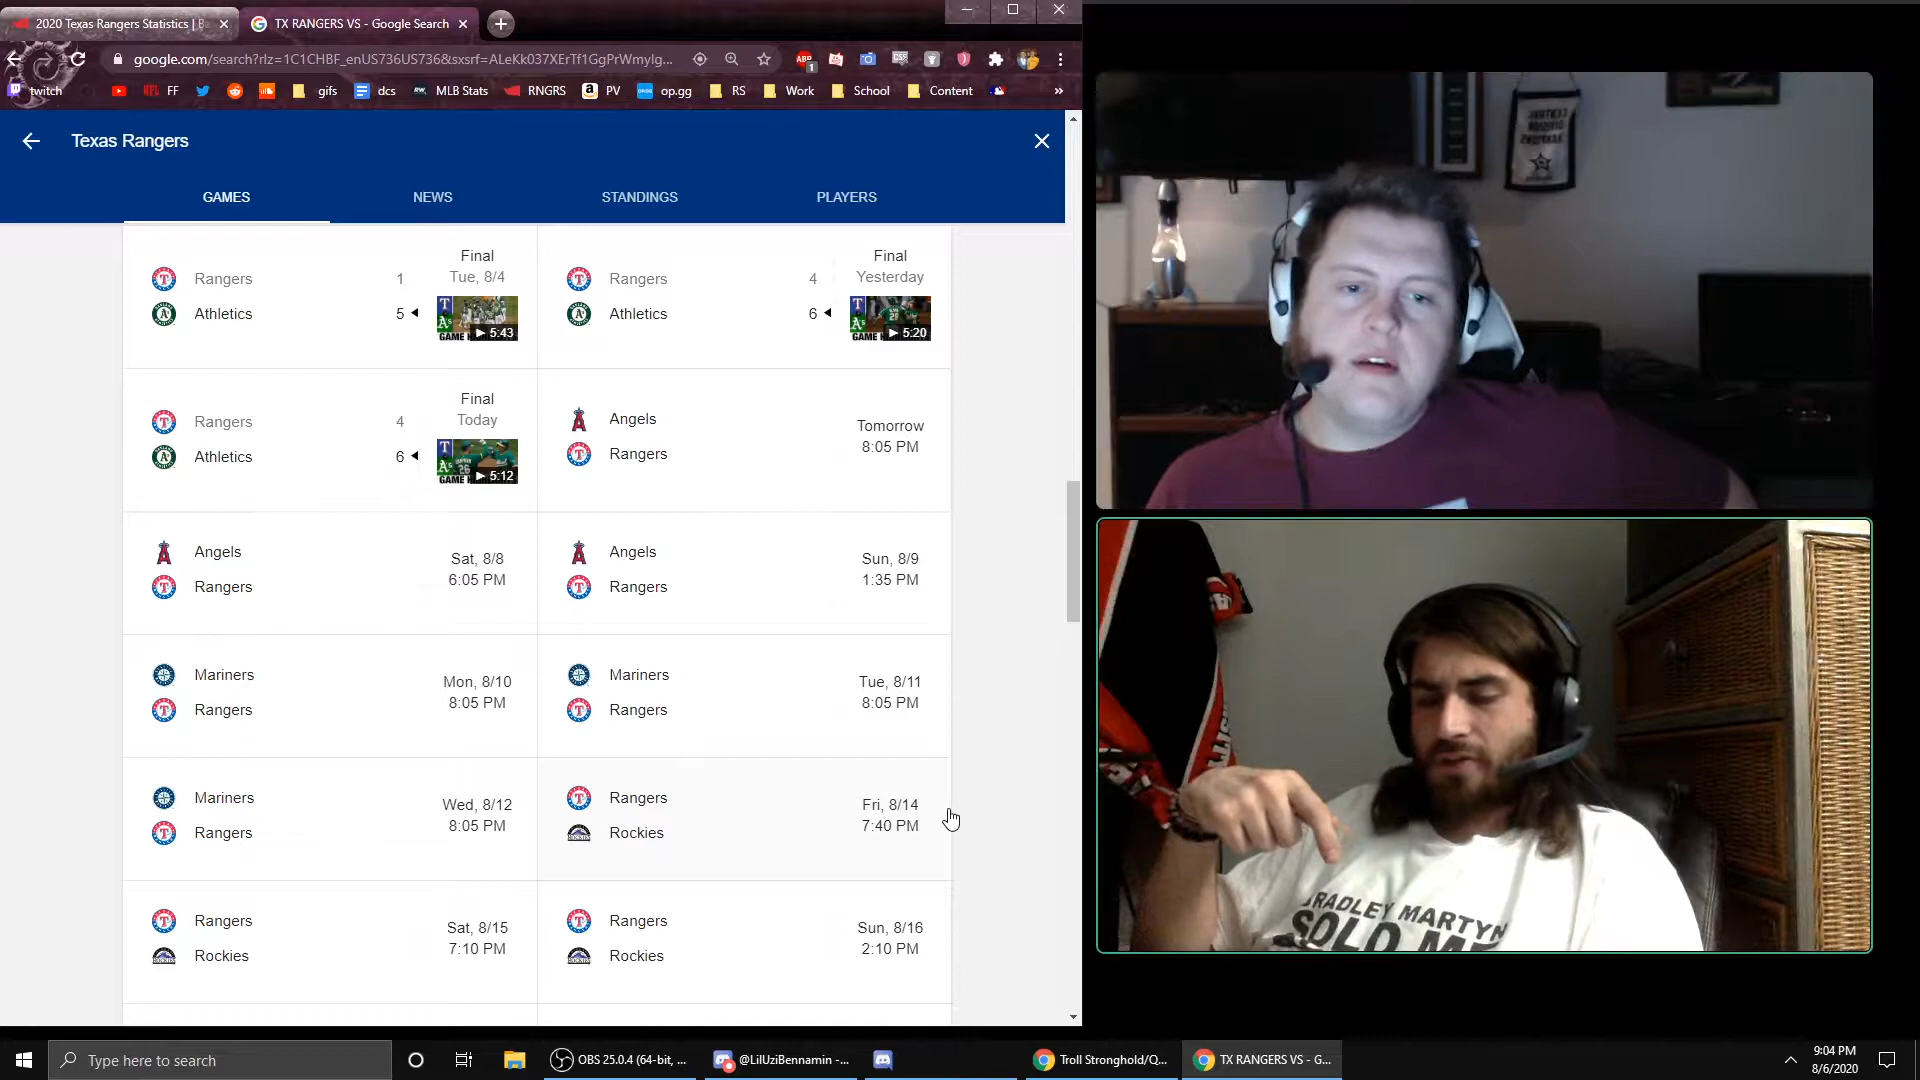 2020 Texas Rangers Statistics |
TX RANGERS VS - Google Search
google.com/search?rlz=1C1CHBF_enUS736US736&sxsrf=ALeKk037XErTf1GgPrWmylg...
twitch
FF
gifs
dcs
MLB Stats
RNGRS
PV
op.gg
RS
Work
School
Content
»
Texas Rangers
GAMES
NEWS
STANDINGS
PLAYERS
Rangers 1
Athletics 5
Final
Tue, 8/4
5:43
Rangers 4
Athletics 6
Final
Yesterday
5:20
Rangers 4
Athletics 6
Final
Today
5:12
Angels
Rangers
Tomorrow
8:05 PM
Angels
Rangers
Sat, 8/8
6:05 PM
Angels
Rangers
Sun, 8/9
1:35 PM
Mariners
Rangers
Mon, 8/10
8:05 PM
Mariners
Rangers
Tue, 8/11
8:05 PM
Mariners
Rangers
Wed, 8/12
8:05 PM
Rangers
Rockies
Fri, 8/14
7:40 PM
Rangers
Rockies
Sat, 8/15
7:10 PM
Rangers
Rockies
Sun, 8/16
2:10 PM
BRADLEY MARTYN
SOLD
Type here to search
OBS 25.0.4 (64-bit, ...
@LilUziBennamin -...
Troll Stronghold/Q...
TX RANGERS VS - G...
9:04 PM
8/6/2020